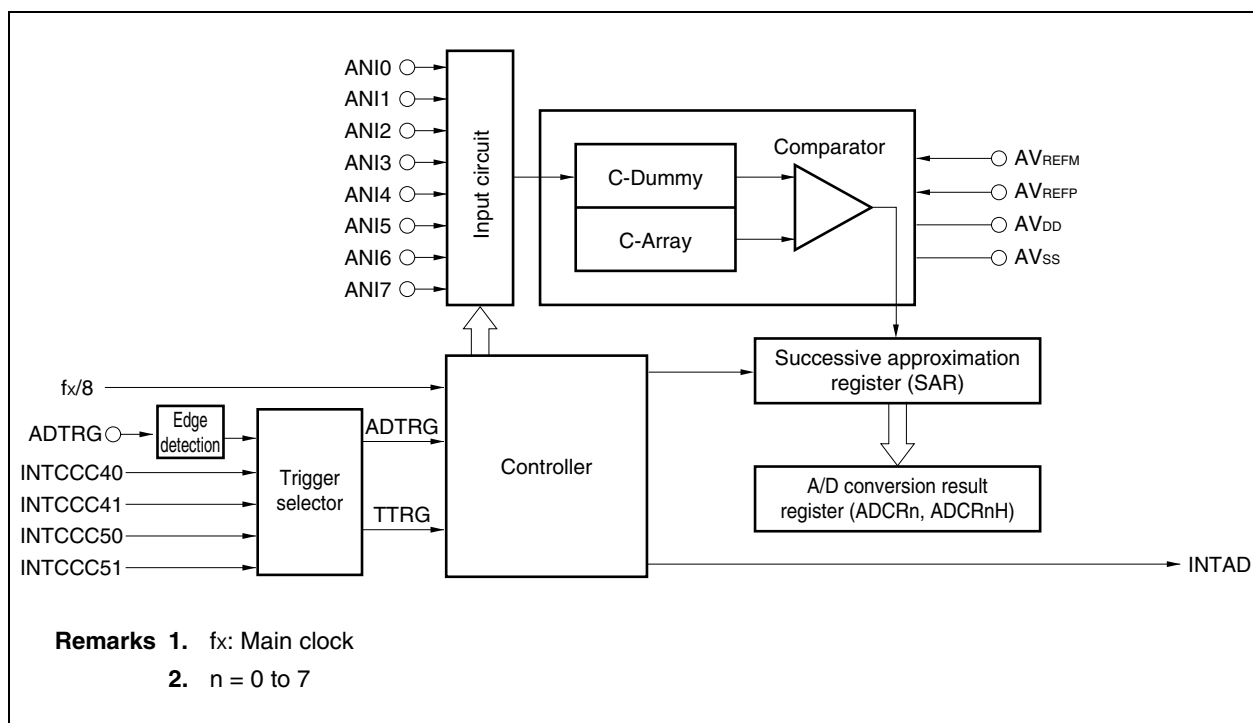 ANI0
ANI1
ANI2
ANI3
ANI4
ANI5
ANI6
ANI7
Input circuit
C-Dummy
C-Array
Comparator
AVREFM
AVREFP
AVDD
AVSS
Successive approximation
register (SAR)
A/D conversion result
register (ADCRn, ADCRnH)
fx/8
ADTRG
Edge
detection
INTCCC40
INTCCC41
INTCCC50
INTCCC51
Trigger
selector
ADTRG
TTRG
Controller
INTAD
Remarks 1. fx: Main clock
2. n = 0 to 7